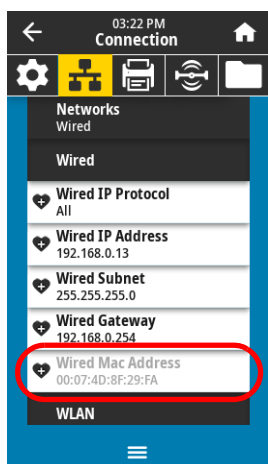 03:22 PM
Connection
Networks
Wired
Wired
Wired IP Protocol
All
Wired IP Address
192.168.0.13
Wired Subnet
255.255.255.0
Wired Gateway
192.168.0.254
Wired Mac Address
00:07:4D:8F:29:FA
WLAN